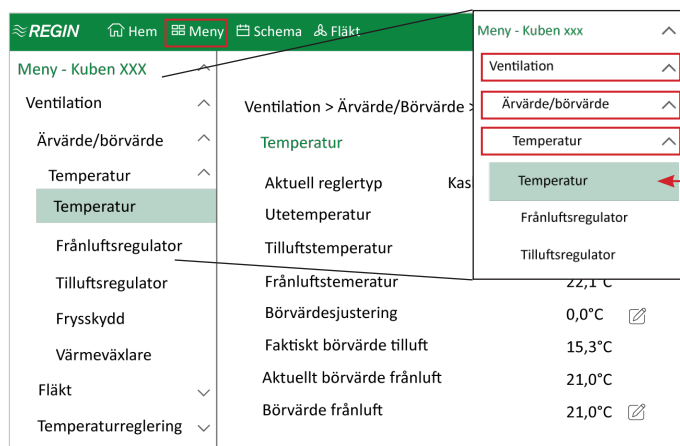 REGIN Hem Meny Schema Fläkt
Meny - Kuben XXX
Ventilation
Ärvärde/börvärde
Temperatur
Temperatur
Frånluftsregulator
Tilluftsregulator
Frysskydd
Värmeväxlare
Fläkt
Temperaturreglering
Ventilation > Ärvärde/Börvärde >
Temperatur
Aktuell reglertyp Kas
Utetemperatur
Tilluftstemperatur
Frånluftstemeratur 22,1°C
Börvärdesjustering 0,0°C
Faktiskt börvärde tilluft 15,3°C
Aktuellt börvärde frånluft 21,0°C
Börvärde frånluft 21,0°C
Meny - Kuben xxx
Ventilation
Ärvärde/börvärde
Temperatur
Temperatur
Frånluftsregulator
Tilluftsregulator